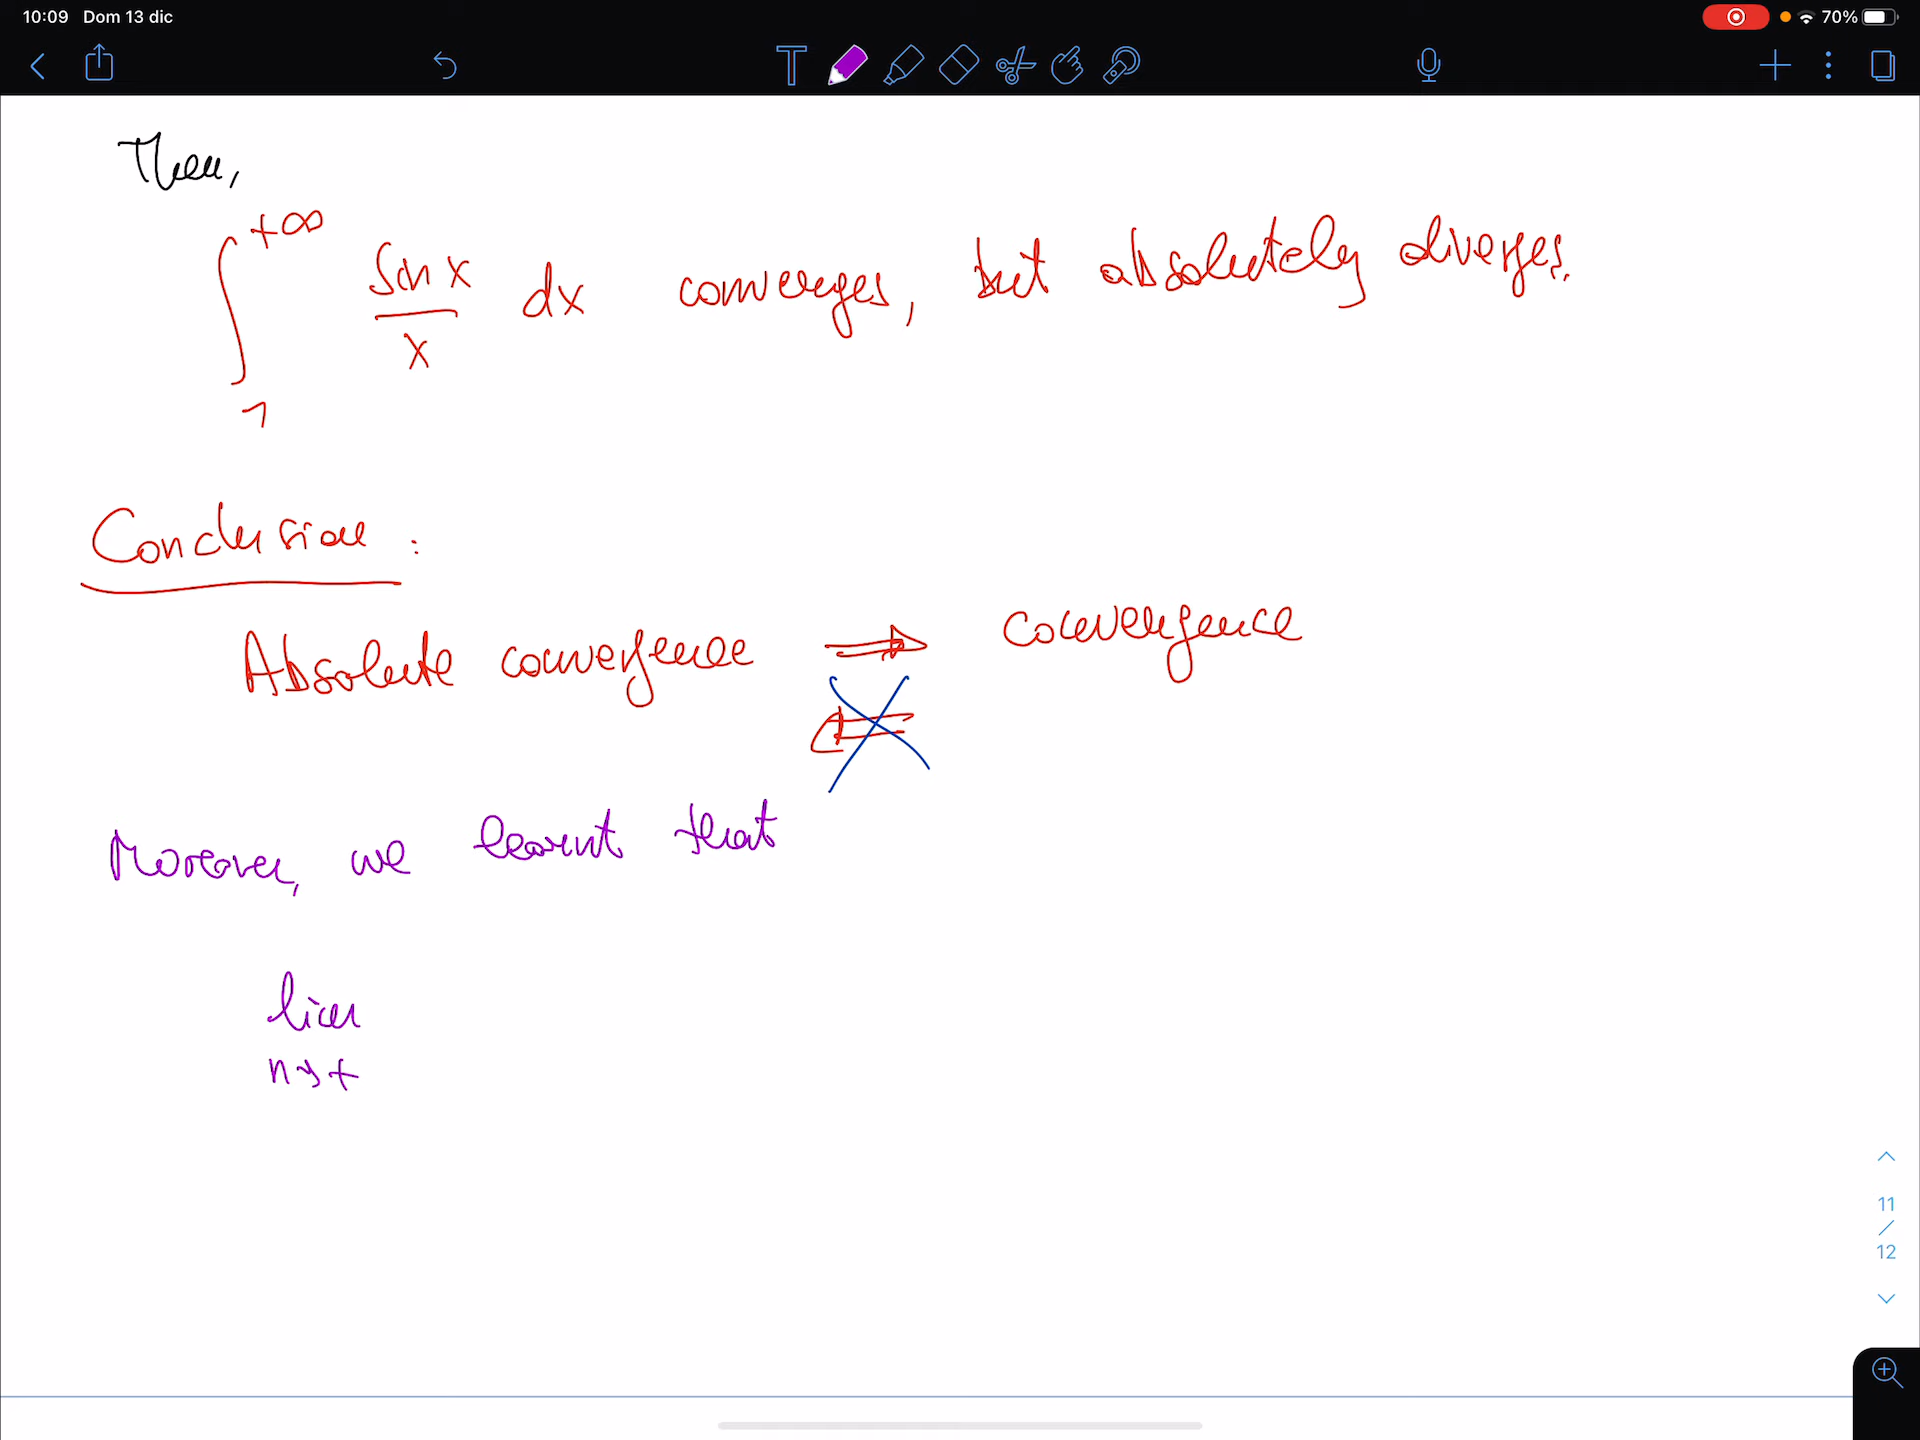 10:09 Dom 13 dic 70%
Then,
∫₁^{+∞} sin x / x dx converges, but absolutely diverges.
Conclusion :
Absolute convergence ⇒ convergence
⇐
Moreover, we learnt that
lim
n→+
11
/
12